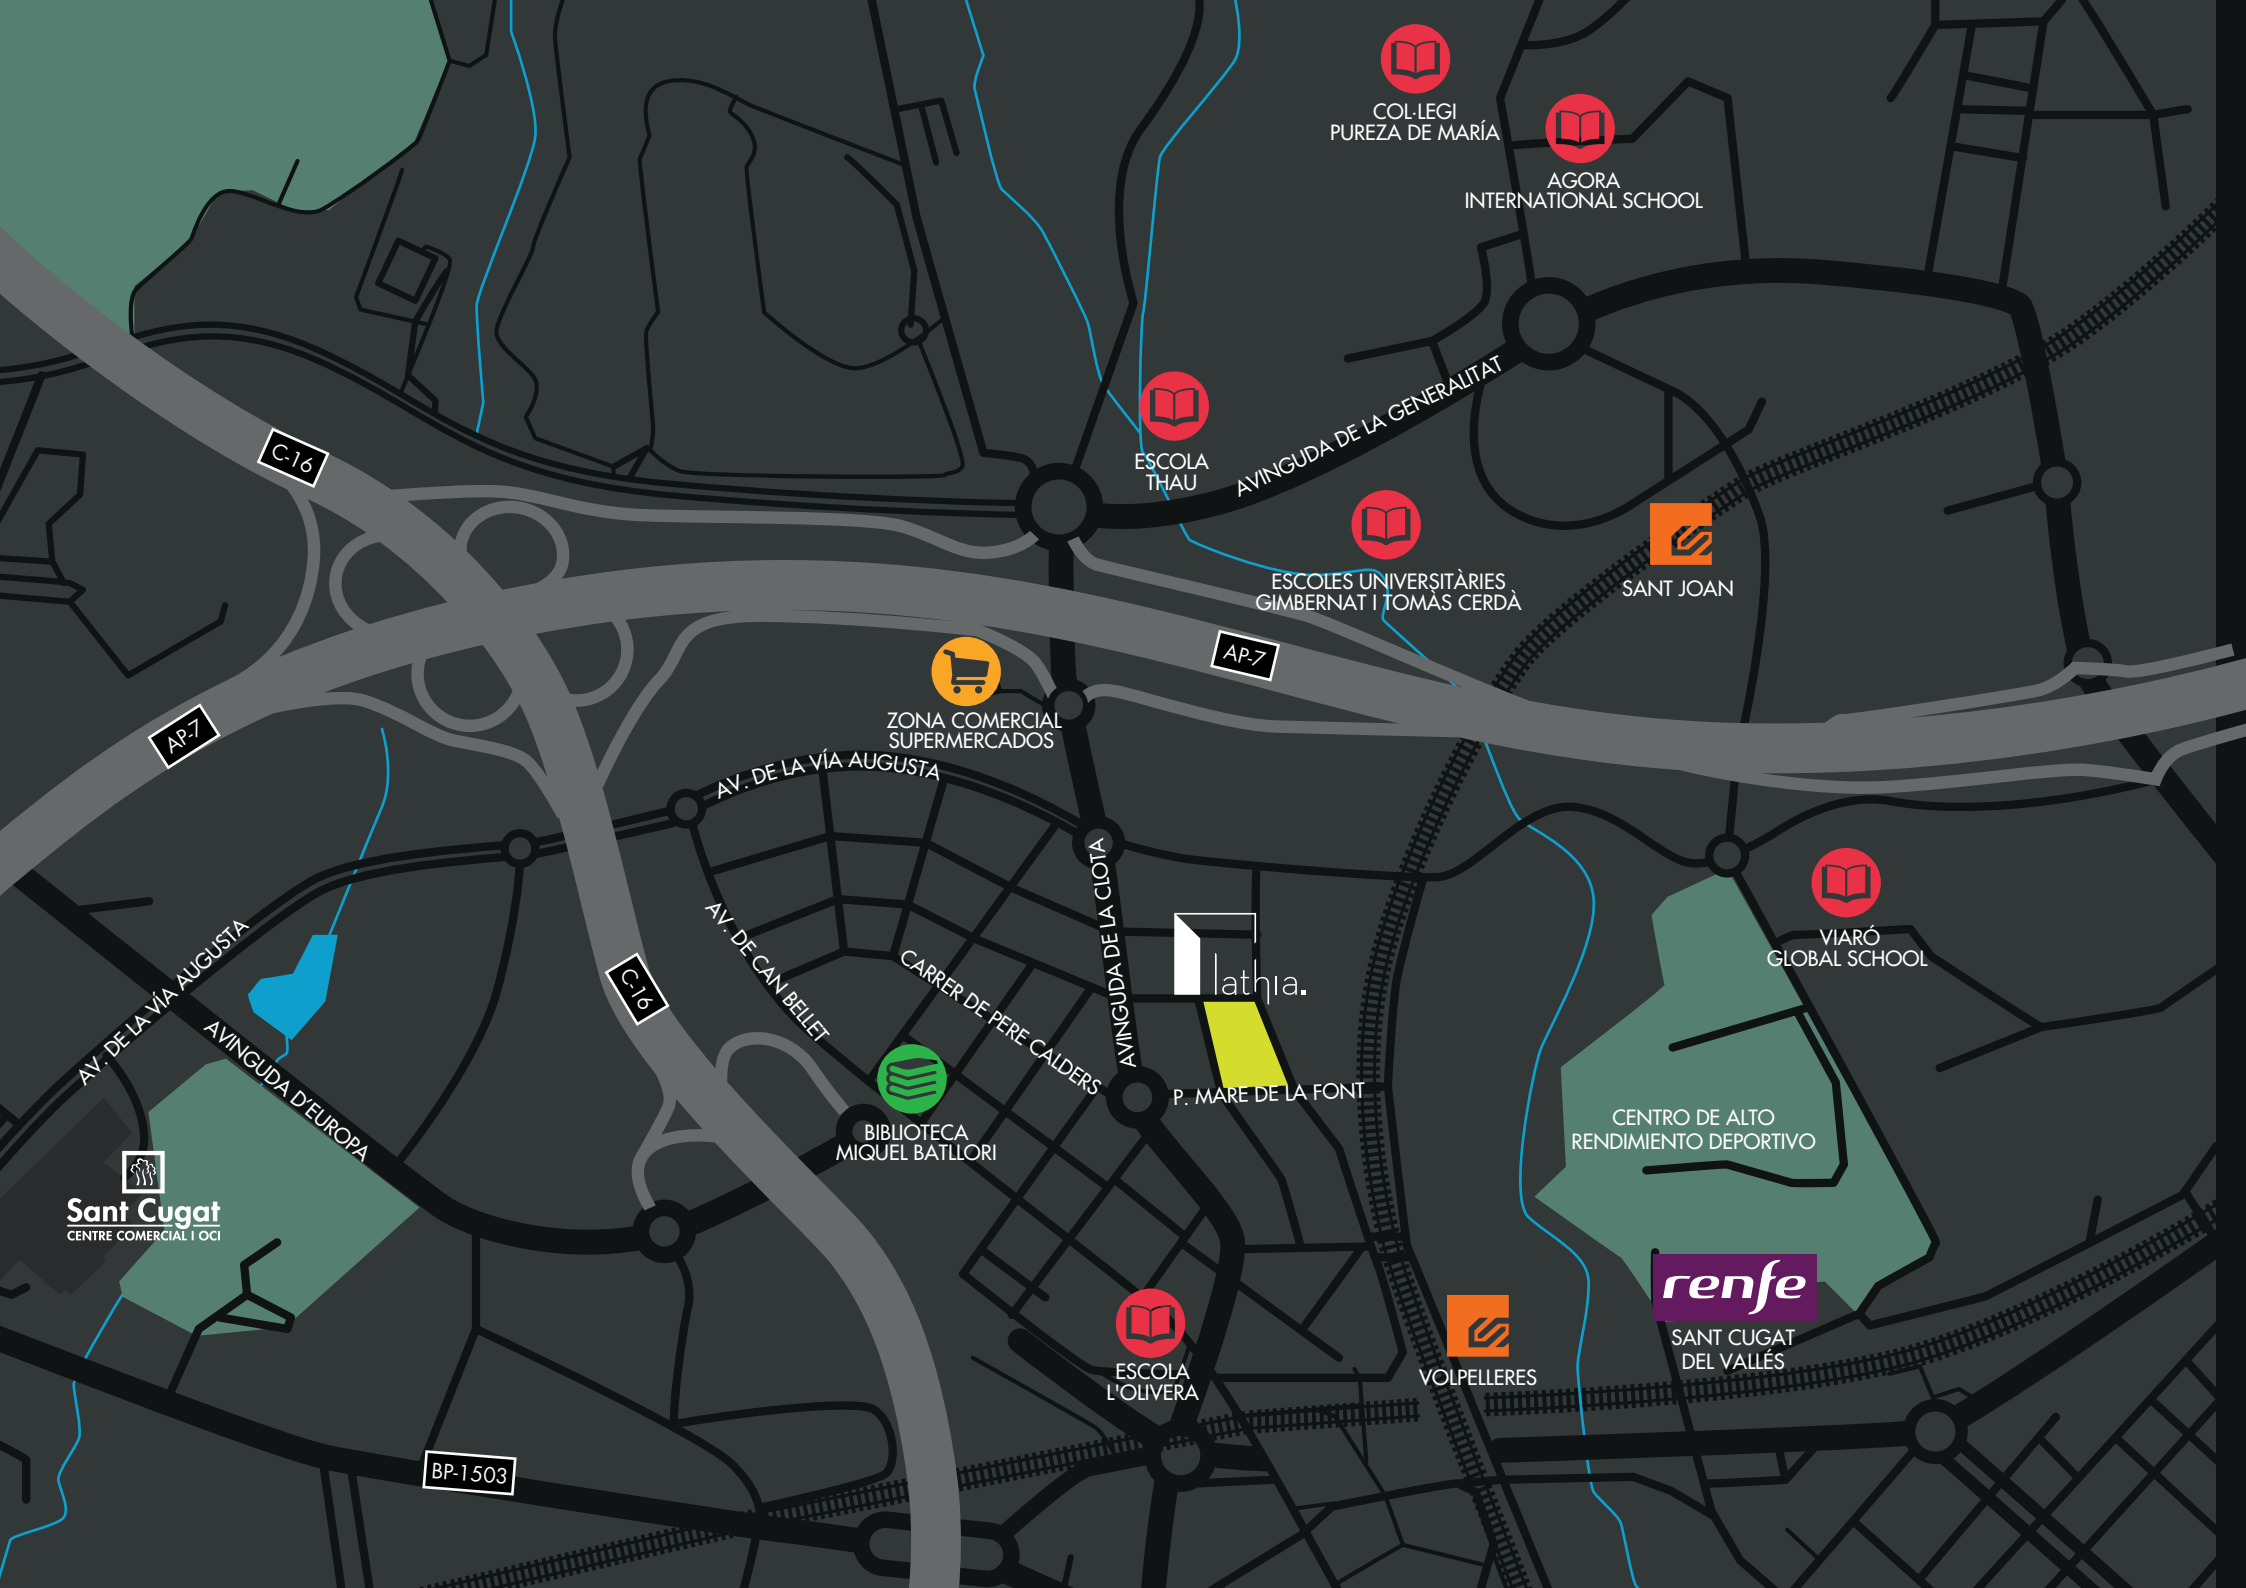 COL·LEGI
PUREZA DE MARÍA
AGORA
INTERNATIONAL SCHOOL
AVINGUDA DE LA GENERALITAT
ESCOLA
THAU
C-16
ESCOLES UNIVERSITÀRIES
GIMBERNAT I TOMÀS CERDÀ
SANT JOAN
AP-7
AP-7
ZONA COMERCIAL
SUPERMERCADOS
AV. DE LA VÍA AUGUSTA
AVINGUDA DE LA CLOTA
AV. DE CAN BELLET
CARRER DE PERE CALDERS
lathia.
VIARÓ
GLOBAL SCHOOL
AV. DE LA VÍA AUGUSTA
C-16
AVINGUDA D'EUROPA
P. MARE DE LA FONT
CENTRO DE ALTO
RENDIMIENTO DEPORTIVO
BIBLIOTECA
MIQUEL BATLLORI
Sant Cugat
CENTRE COMERCIAL I OCI
renfe
SANT CUGAT
DEL VALLÉS
ESCOLA
L'OLIVERA
VOLPELLERES
BP-1503